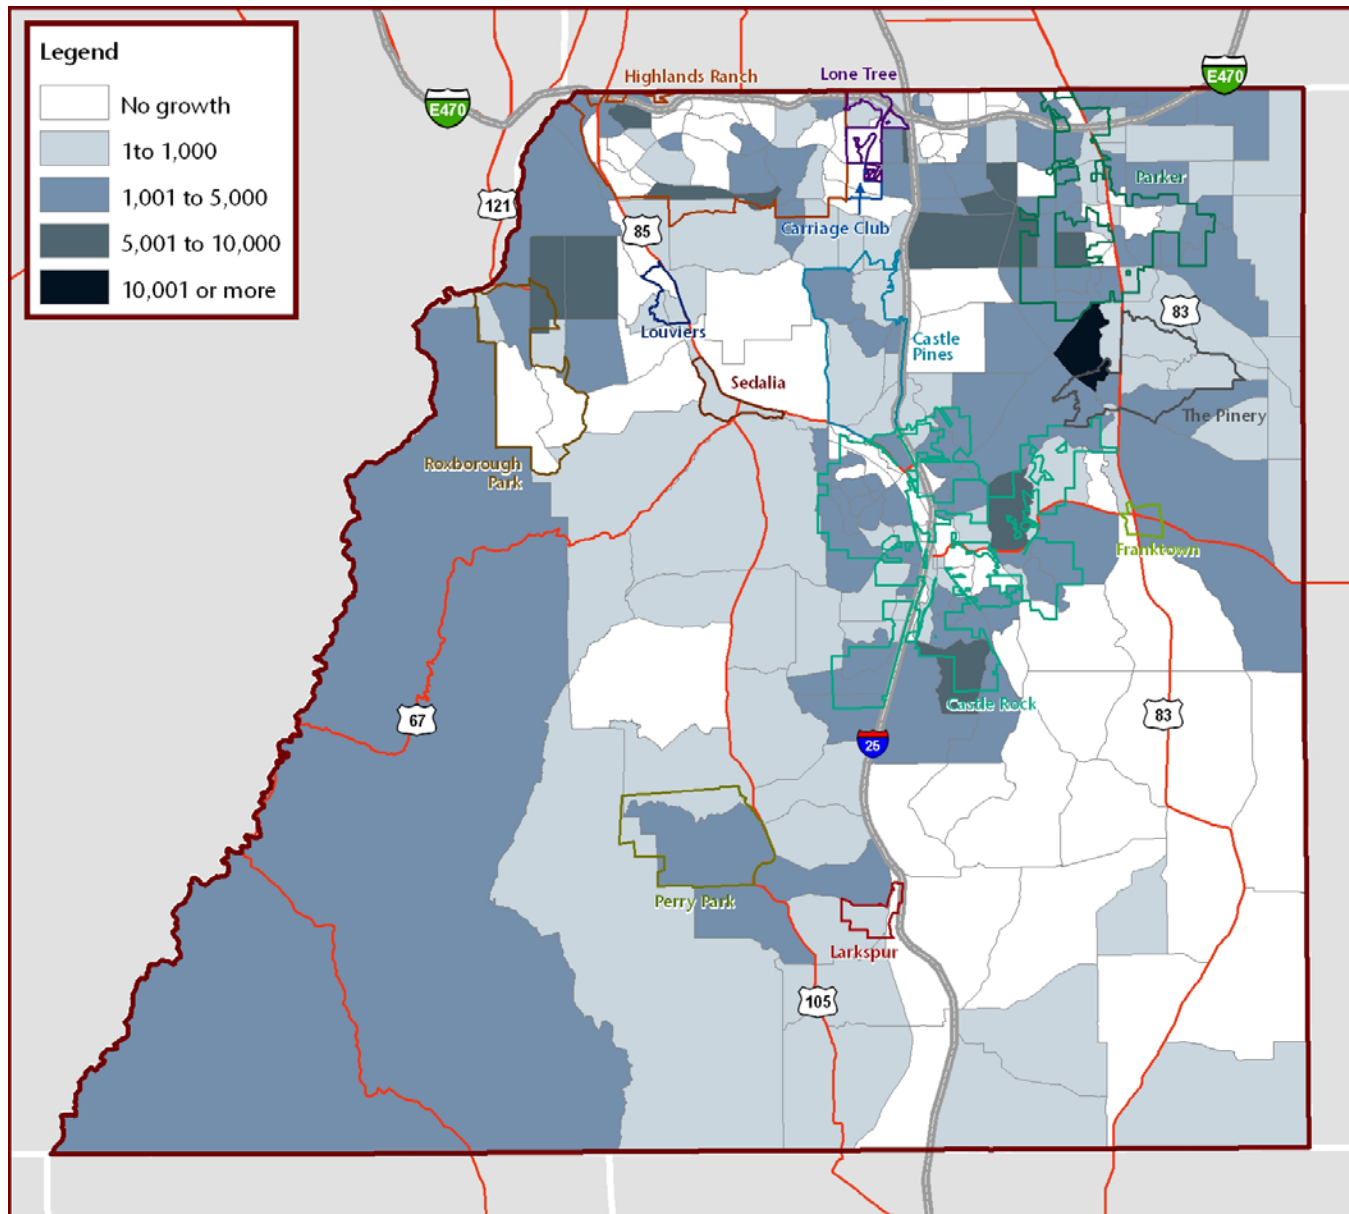 Legend
No growth
1to 1,000
1,001 to 5,000
5,001 to 10,000
10,001 or more
Highlands Ranch
Lone Tree
E470
E470
121
85
Carriage Club
Parker
83
Louviers
Castle
Pines
Sedalia
The Pinery
Roxborough
Park
Franktown
67
Castle Rock
83
25
Perry Park
Larkspur
105